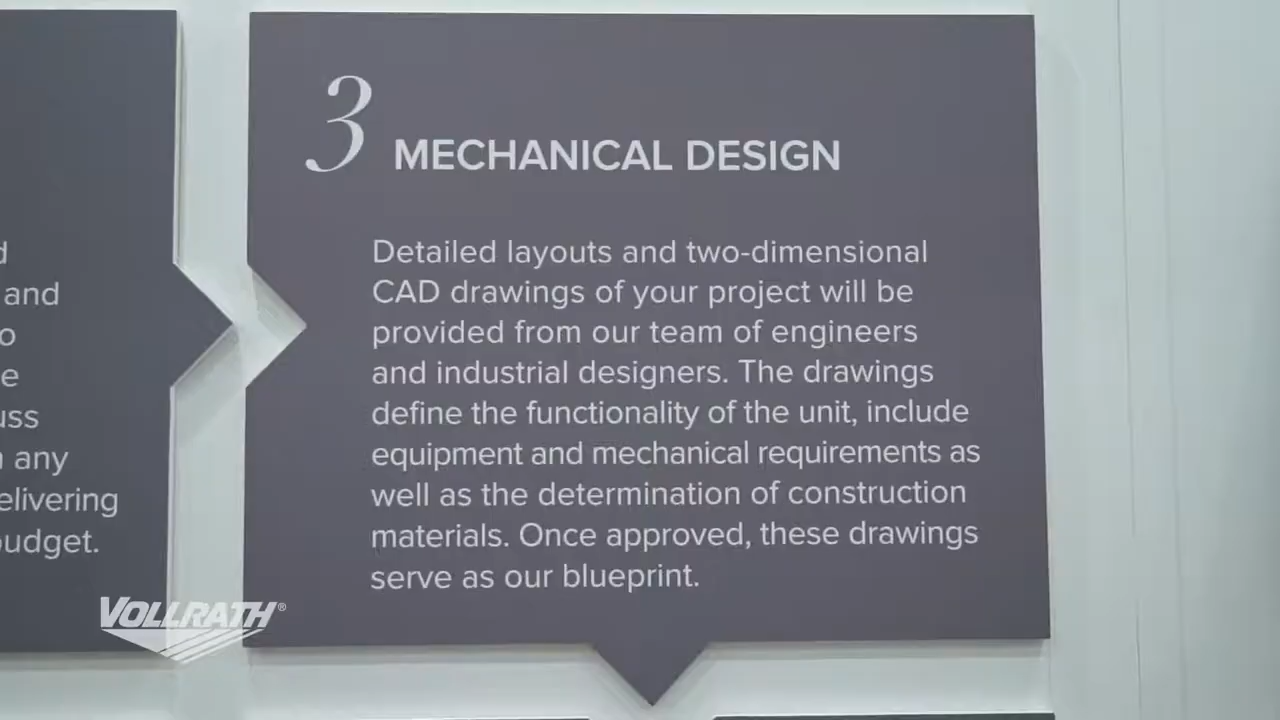 3 MECHANICAL DESIGN
Detailed layouts and two-dimensional
CAD drawings of your project will be
provided from our team of engineers
and industrial designers. The drawings
define the functionality of the unit, include
equipment and mechanical requirements as
well as the determination of construction
materials. Once approved, these drawings
serve as our blueprint.
and
any
VOLLRATH®